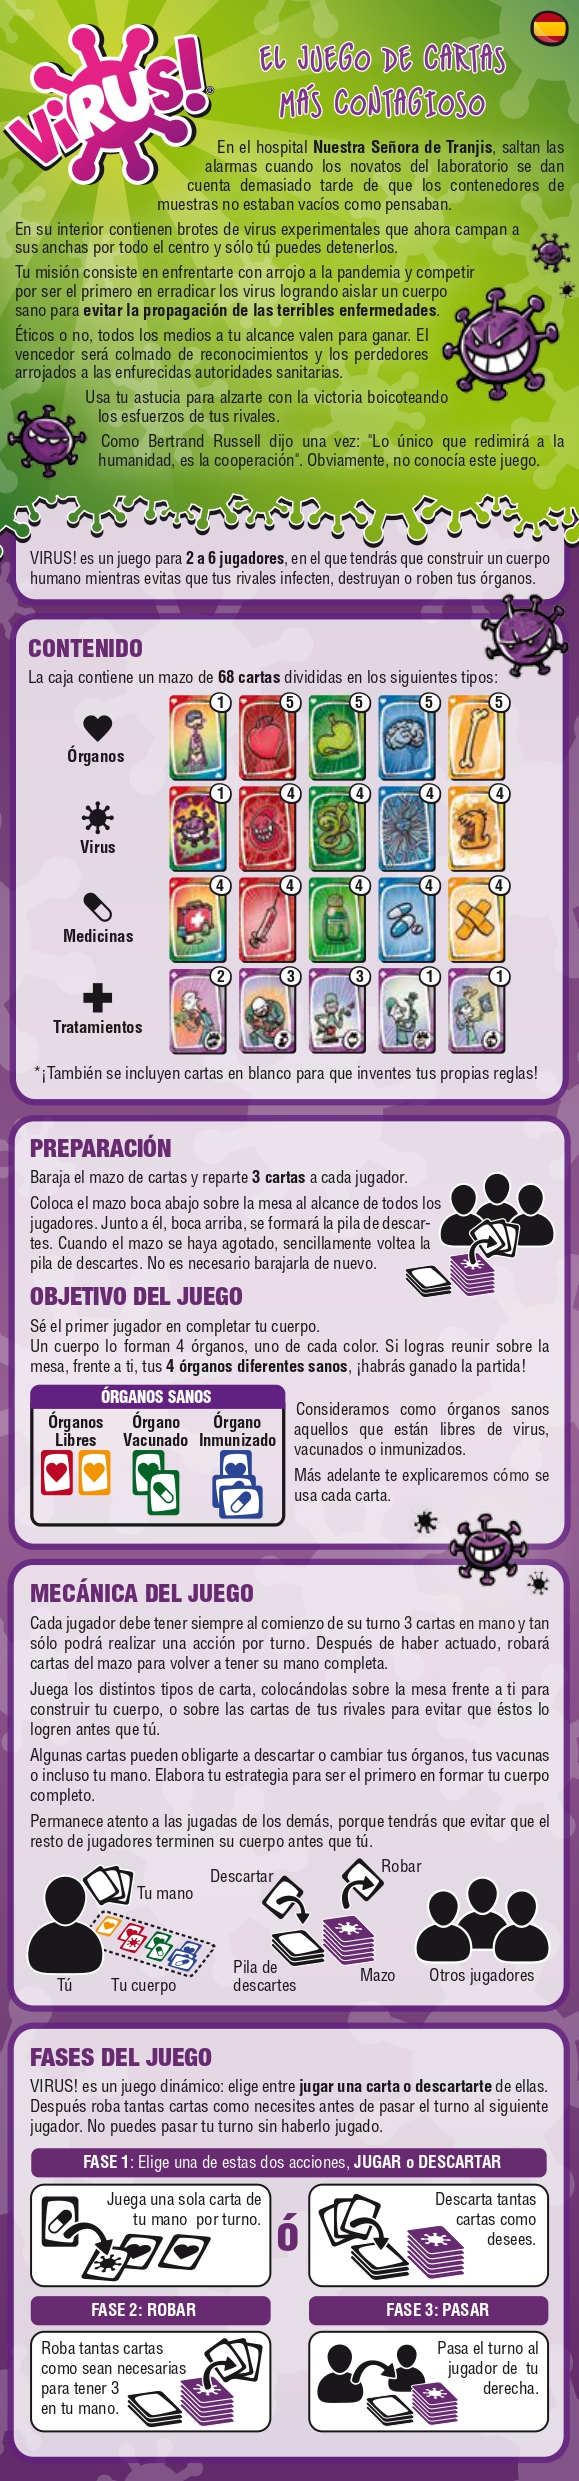 ViRUS!®
EL JUEGO DE CARTAS
MÁS CONTAGIOSO
En el hospital Nuestra Señora de Tranjis, saltan las
alarmas cuando los novatos del laboratorio se dan
cuenta demasiado tarde de que los contenedores de
muestras no estaban vacíos como pensaban.
En su interior contienen brotes de virus experimentales que ahora campan a
sus anchas por todo el centro y sólo tú puedes detenerlos.
Tu misión consiste en enfrentarte con arrojo a la pandemia y competir
por ser el primero en erradicar los virus logrando aislar un cuerpo
sano para evitar la propagación de las terribles enfermedades.
Éticos o no, todos los medios a tu alcance valen para ganar. El
vencedor será colmado de reconocimientos y los perdedores
arrojados a las enfurecidas autoridades sanitarias.
Usa tu astucia para alzarte con la victoria boicoteando
los esfuerzos de tus rivales.
Como Bertrand Russell dijo una vez: "Lo único que redimirá a la
humanidad, es la cooperación". Obviamente, no conocía este juego.
VIRUS! es un juego para 2 a 6 jugadores, en el que tendrás que construir un cuerpo
humano mientras evitas que tus rivales infecten, destruyan o roben tus órganos.
CONTENIDO
La caja contiene un mazo de 68 cartas divididas en los siguientes tipos:
1 5 5 5 5
Órganos
1 4 4 4 4
Virus
4 4 4 4 4
Medicinas
2 3 3 1 1
Tratamientos
*¡También se incluyen cartas en blanco para que inventes tus propias reglas!
PREPARACIÓN
Baraja el mazo de cartas y reparte 3 cartas a cada jugador.
Coloca el mazo boca abajo sobre la mesa al alcance de todos los
jugadores. Junto a él, boca arriba, se formará la pila de descar-
tes. Cuando el mazo se haya agotado, sencillamente voltea la
pila de descartes. No es necesario barajarla de nuevo.
OBJETIVO DEL JUEGO
Sé el primer jugador en completar tu cuerpo.
Un cuerpo lo forman 4 órganos, uno de cada color. Si logras reunir sobre la
mesa, frente a ti, tus 4 órganos diferentes sanos, ¡habrás ganado la partida!
ÓRGANOS SANOS
Órganos Órgano Órgano
Libres Vacunado Inmunizado
Consideramos como órganos sanos
aquellos que están libres de virus,
vacunados o inmunizados.
Más adelante te explicaremos cómo se
usa cada carta.
MECÁNICA DEL JUEGO
Cada jugador debe tener siempre al comienzo de su turno 3 cartas en mano y tan
sólo podrá realizar una acción por turno. Después de haber actuado, robará
cartas del mazo para volver a tener su mano completa.
Juega los distintos tipos de carta, colocándolas sobre la mesa frente a ti para
construir tu cuerpo, o sobre las cartas de tus rivales para evitar que éstos lo
logren antes que tú.
Algunas cartas pueden obligarte a descartar o cambiar tus órganos, tus vacunas
o incluso tu mano. Elabora tu estrategia para ser el primero en formar tu cuerpo
completo.
Permanece atento a las jugadas de los demás, porque tendrás que evitar que el
resto de jugadores terminen su cuerpo antes que tú.
Tu mano
Descartar
Robar
Tú
Tu cuerpo
Pila de
descartes
Mazo
Otros jugadores
FASES DEL JUEGO
VIRUS! es un juego dinámico: elige entre jugar una carta o descartarte de ellas.
Después roba tantas cartas como necesites antes de pasar el turno al siguiente
jugador. No puedes pasar tu turno sin haberlo jugado.
FASE 1: Elige una de estas dos acciones, JUGAR o DESCARTAR
Juega una sola carta de
tu mano por turno.
Ó
Descarta tantas
cartas como
desees.
FASE 2: ROBAR
Roba tantas cartas
como sean necesarias
para tener 3
en tu mano.
FASE 3: PASAR
Pasa el turno al
jugador de tu
derecha.